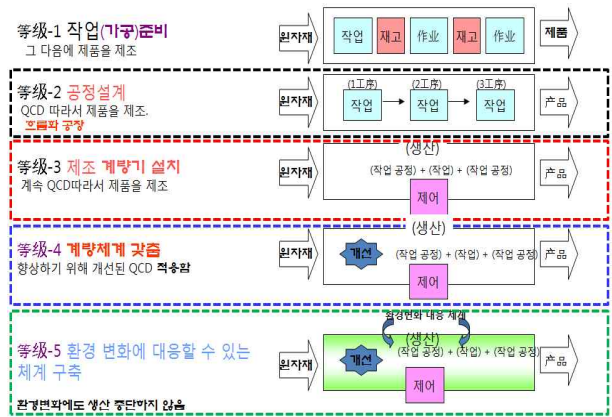 等级-1 작업(가공)준비
그 다음에 제품을 제조
원자재
작업
재고
作业
재고
作业
제품
等级-2 공정설계
QCD 따라서 제품을 제조.
흐름화 공장
원자재
(1工序)
(2工序)
(3工序)
작업
작업
작업
产品
等级-3 제조 계량기 설치
계속 QCD따라서 제품을 제조
원자재
(생산)
(작업 공정) + (작업) + (작업 공정)
제어
产品
等级-4 계량체계 갖춤
향상하기 위해 개선된 QCD 적용함
원자재
(생산)
개선
(작업 공정) + (작업) + (작업 공정)
제어
产品
等级-5 환경 변화에 대응할 수 있는
체계 구축
환경변화에도 생산 중단하지 않음
원자재
환경변화 대응 체계
(생산)
개선
(작업 공정) + (작업) + (작업 공정)
제어
产品